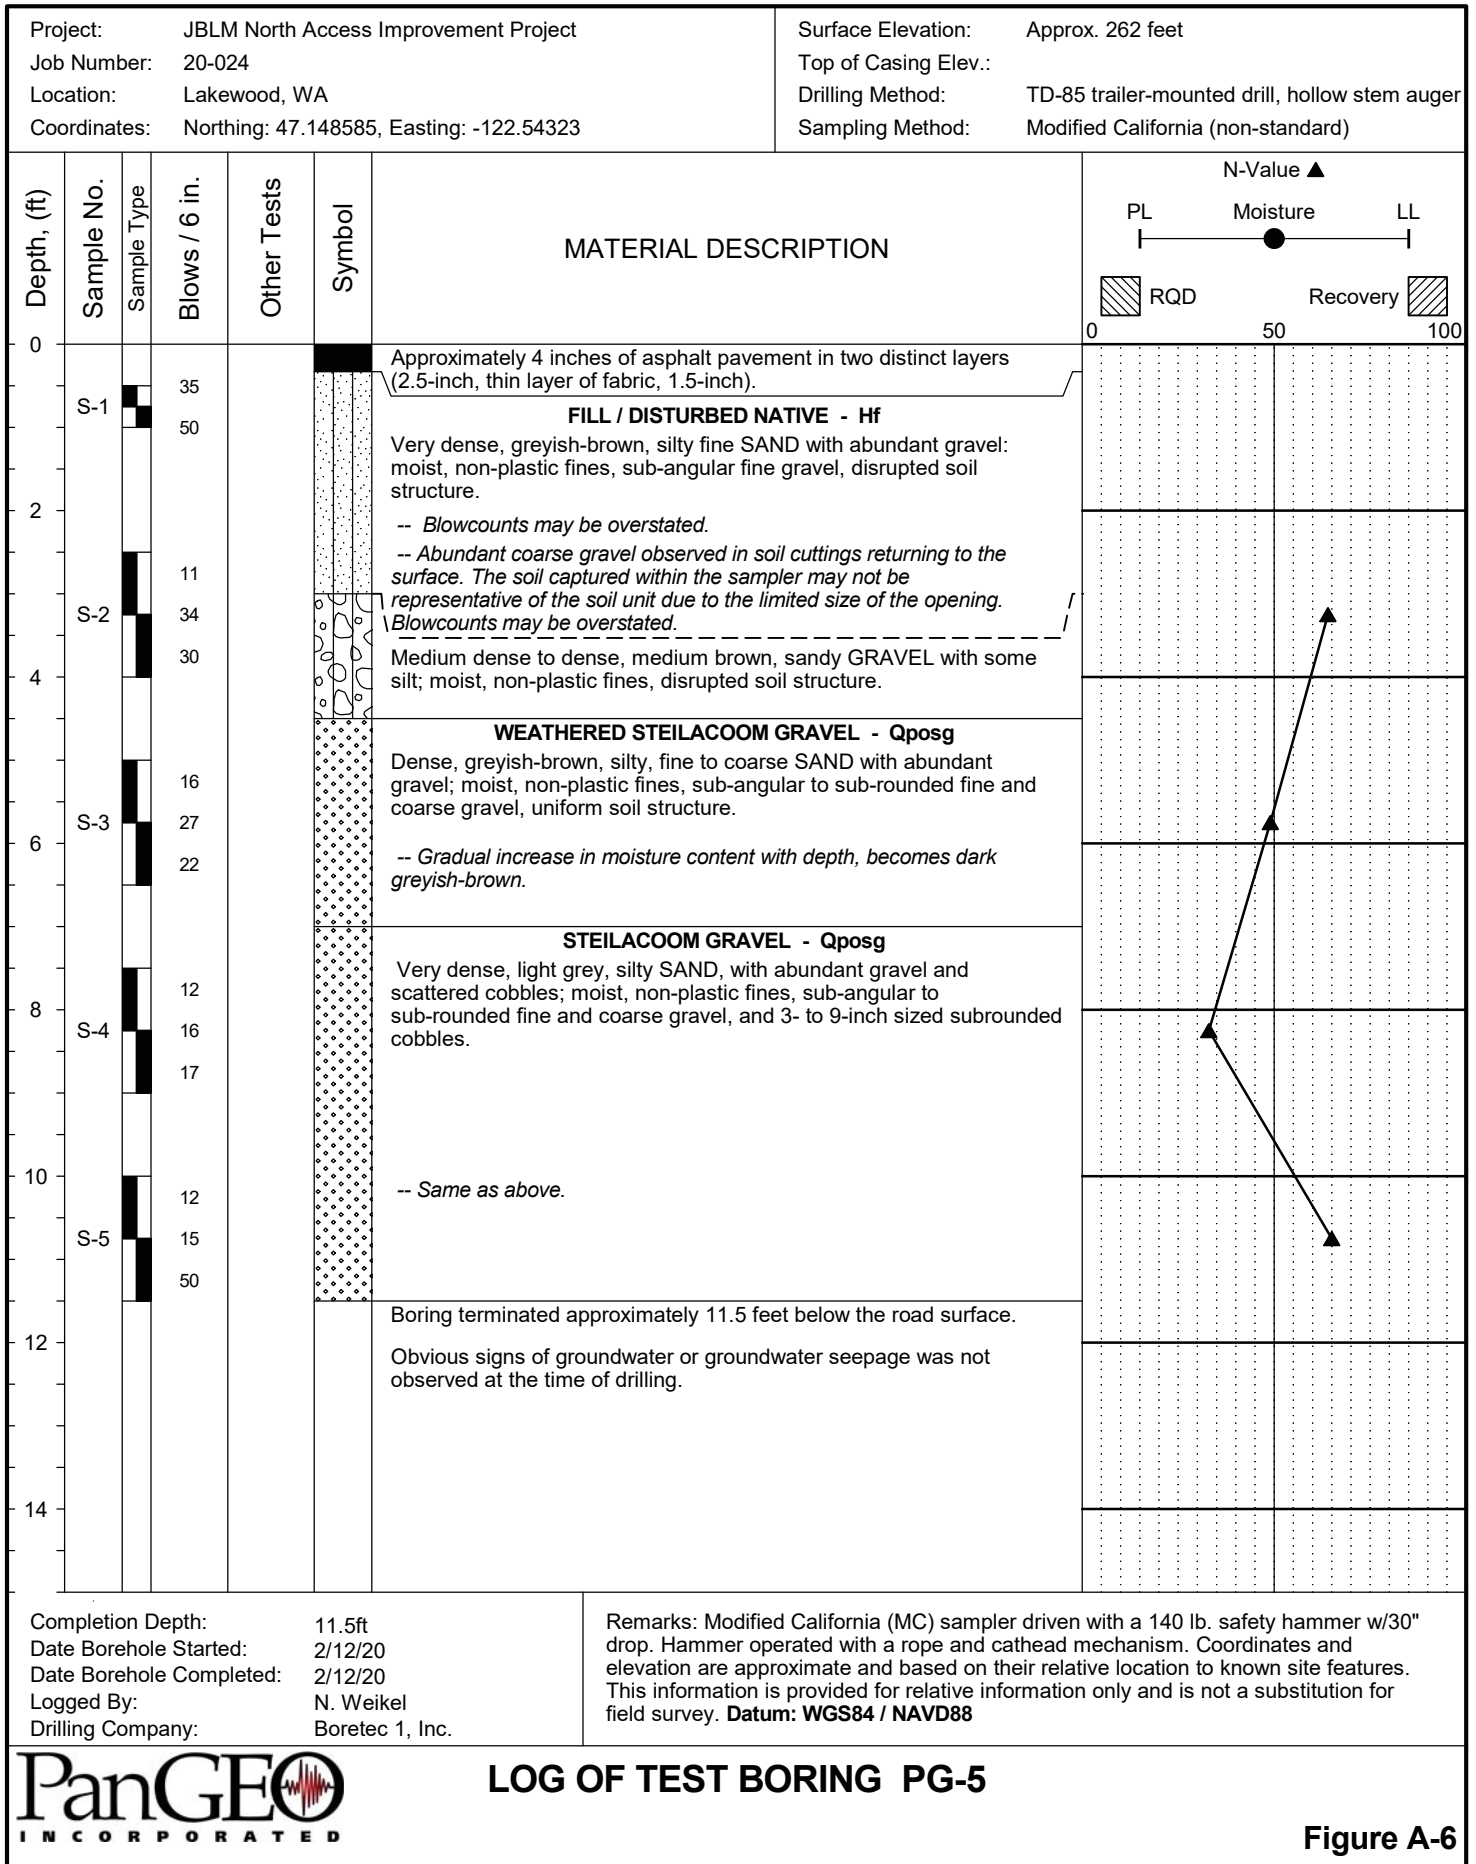 Project: JBLM North Access Improvement Project
Job Number: 20-024
Location: Lakewood, WA
Coordinates: Northing: 47.148585, Easting: -122.54323
Surface Elevation: Approx. 262 feet
Top of Casing Elev.:
Drilling Method: TD-85 trailer-mounted drill, hollow stem auger
Sampling Method: Modified California (non-standard)
Depth, (ft)
Sample No.
Sample Type
Blows / 6 in.
Other Tests
Symbol
MATERIAL DESCRIPTION
N-Value
PL Moisture LL
RQD Recovery
0 50 100
0
Approximately 4 inches of asphalt pavement in two distinct layers
(2.5-inch, thin layer of fabric, 1.5-inch).
S-1
35
50
FILL / DISTURBED NATIVE - Hf
Very dense, greyish-brown, silty fine SAND with abundant gravel:
moist, non-plastic fines, sub-angular fine gravel, disrupted soil
structure.
2
-- Blowcounts may be overstated.
-- Abundant coarse gravel observed in soil cuttings returning to the
surface. The soil captured within the sampler may not be
representative of the soil unit due to the limited size of the opening.
Blowcounts may be overstated.
S-2
11
34
30
Medium dense to dense, medium brown, sandy GRAVEL with some
silt; moist, non-plastic fines, disrupted soil structure.
4
WEATHERED STEILACOOM GRAVEL - Qposg
Dense, greyish-brown, silty, fine to coarse SAND with abundant
gravel; moist, non-plastic fines, sub-angular to sub-rounded fine and
coarse gravel, uniform soil structure.
S-3
16
27
22
6
-- Gradual increase in moisture content with depth, becomes dark
greyish-brown.
STEILACOOM GRAVEL - Qposg
Very dense, light grey, silty SAND, with abundant gravel and
scattered cobbles; moist, non-plastic fines, sub-angular to
sub-rounded fine and coarse gravel, and 3- to 9-inch sized subrounded
cobbles.
8
S-4
12
16
17
10
-- Same as above.
S-5
12
15
50
Boring terminated approximately 11.5 feet below the road surface.
12
Obvious signs of groundwater or groundwater seepage was not
observed at the time of drilling.
14
Completion Depth: 11.5ft
Date Borehole Started: 2/12/20
Date Borehole Completed: 2/12/20
Logged By: N. Weikel
Drilling Company: Boretec 1, Inc.
Remarks: Modified California (MC) sampler driven with a 140 lb. safety hammer w/30"
drop. Hammer operated with a rope and cathead mechanism. Coordinates and
elevation are approximate and based on their relative location to known site features.
This information is provided for relative information only and is not a substitution for
field survey. Datum: WGS84 / NAVD88
PanGEO
INCORPORATED
LOG OF TEST BORING PG-5
Figure A-6